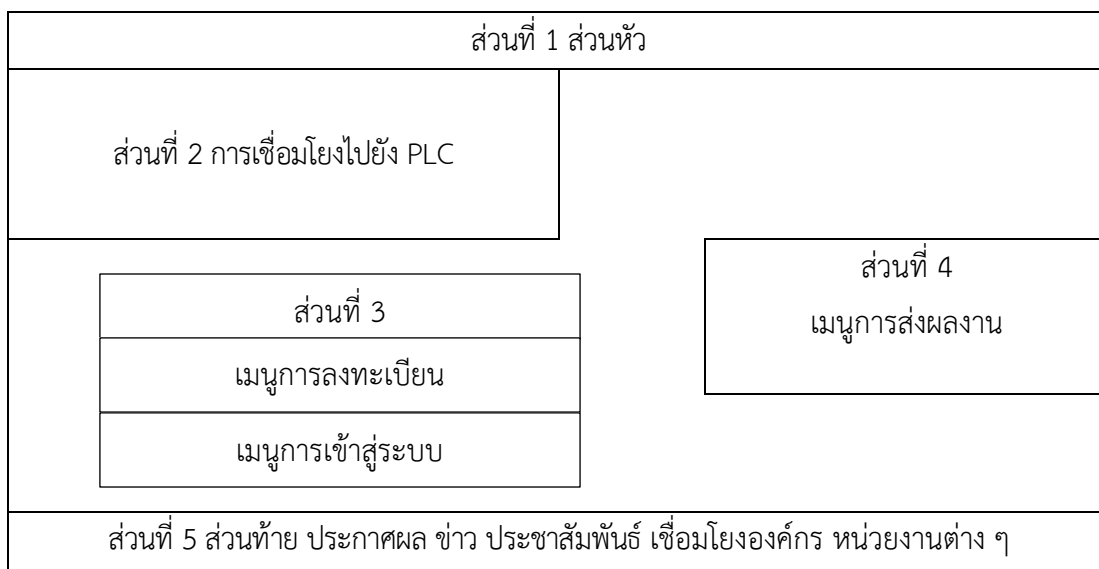 ส่วนที่ 1 ส่วนหัว
ส่วนที่ 2 การเชื่อมโยงไปยัง PLC
ส่วนที่ 3
เมนูการลงทะเบียน
เมนูการเข้าสู่ระบบ
ส่วนที่ 4
เมนูการส่งผลงาน
ส่วนที่ 5 ส่วนท้าย ประกาศผล ข่าว ประชาสัมพันธ์ เชื่อมโยงองค์กร หน่วยงานต่าง ๆ